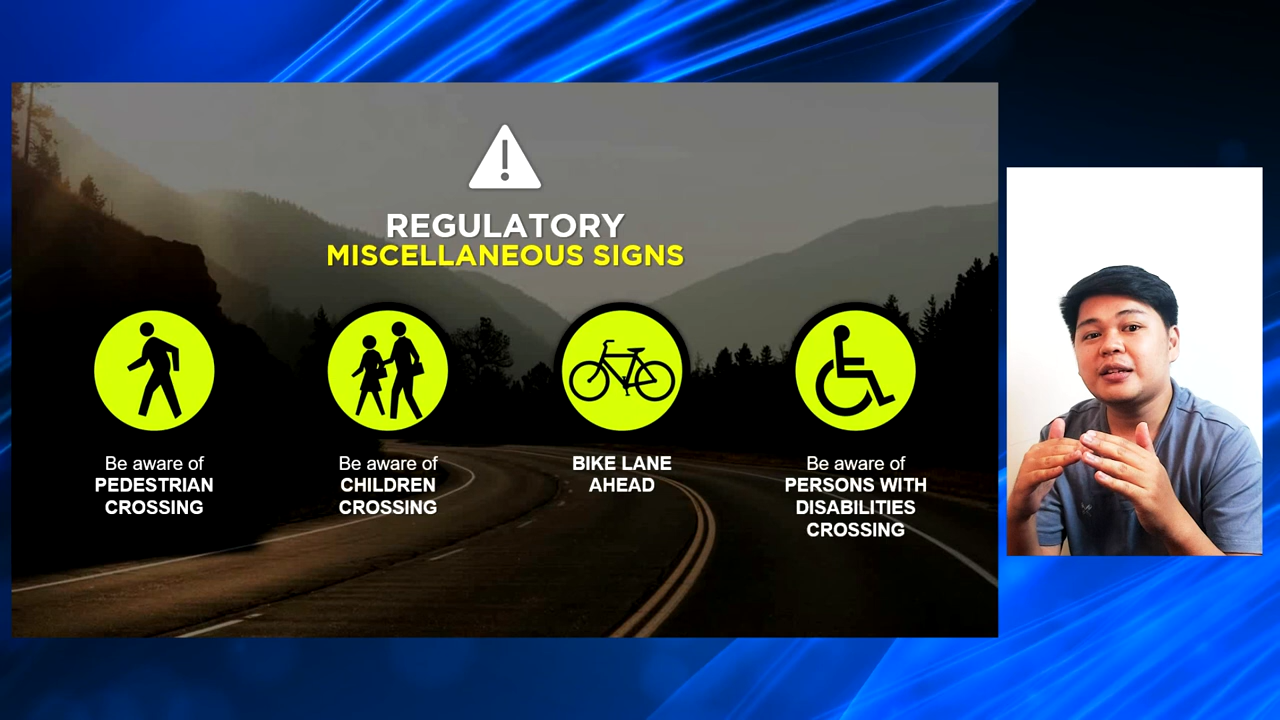 REGULATORY
MISCELLANEOUS SIGNS
Be aware of
PEDESTRIAN
CROSSING
Be aware of
CHILDREN
CROSSING
BIKE LANE
AHEAD
Be aware of
PERSONS WITH
DISABILITIES
CROSSING